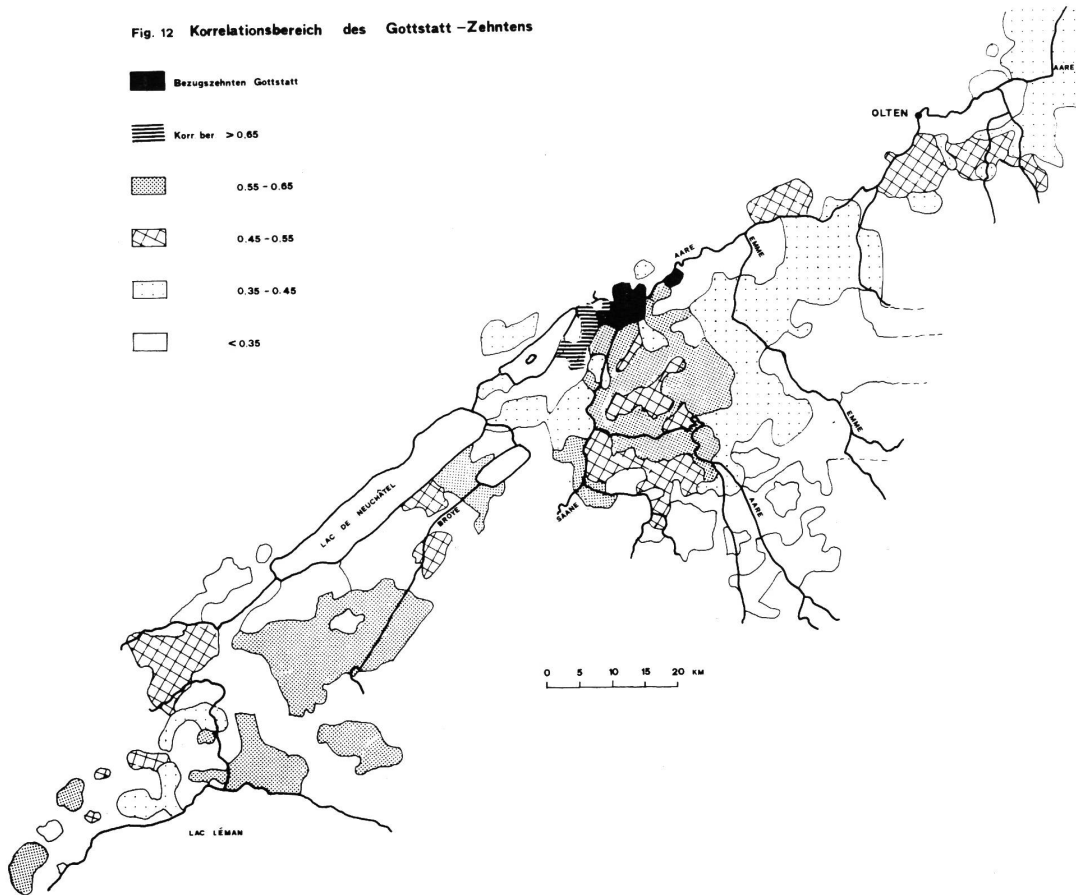 Fig. 12 Korrelationsbereich des Gottstatt-Zehntens
Bezugszehnten Gottstatt
Korr ber > 0.65
0.55 - 0.65
0.45 - 0.55
0.35 - 0.45
< 0.35
AARE
OLTEN
EMME
AARE
EMME
LAC DE NEUCHÂTEL
BROYE
SAANE
AARE
0 5 10 15 20 KM
LAC LÉMAN